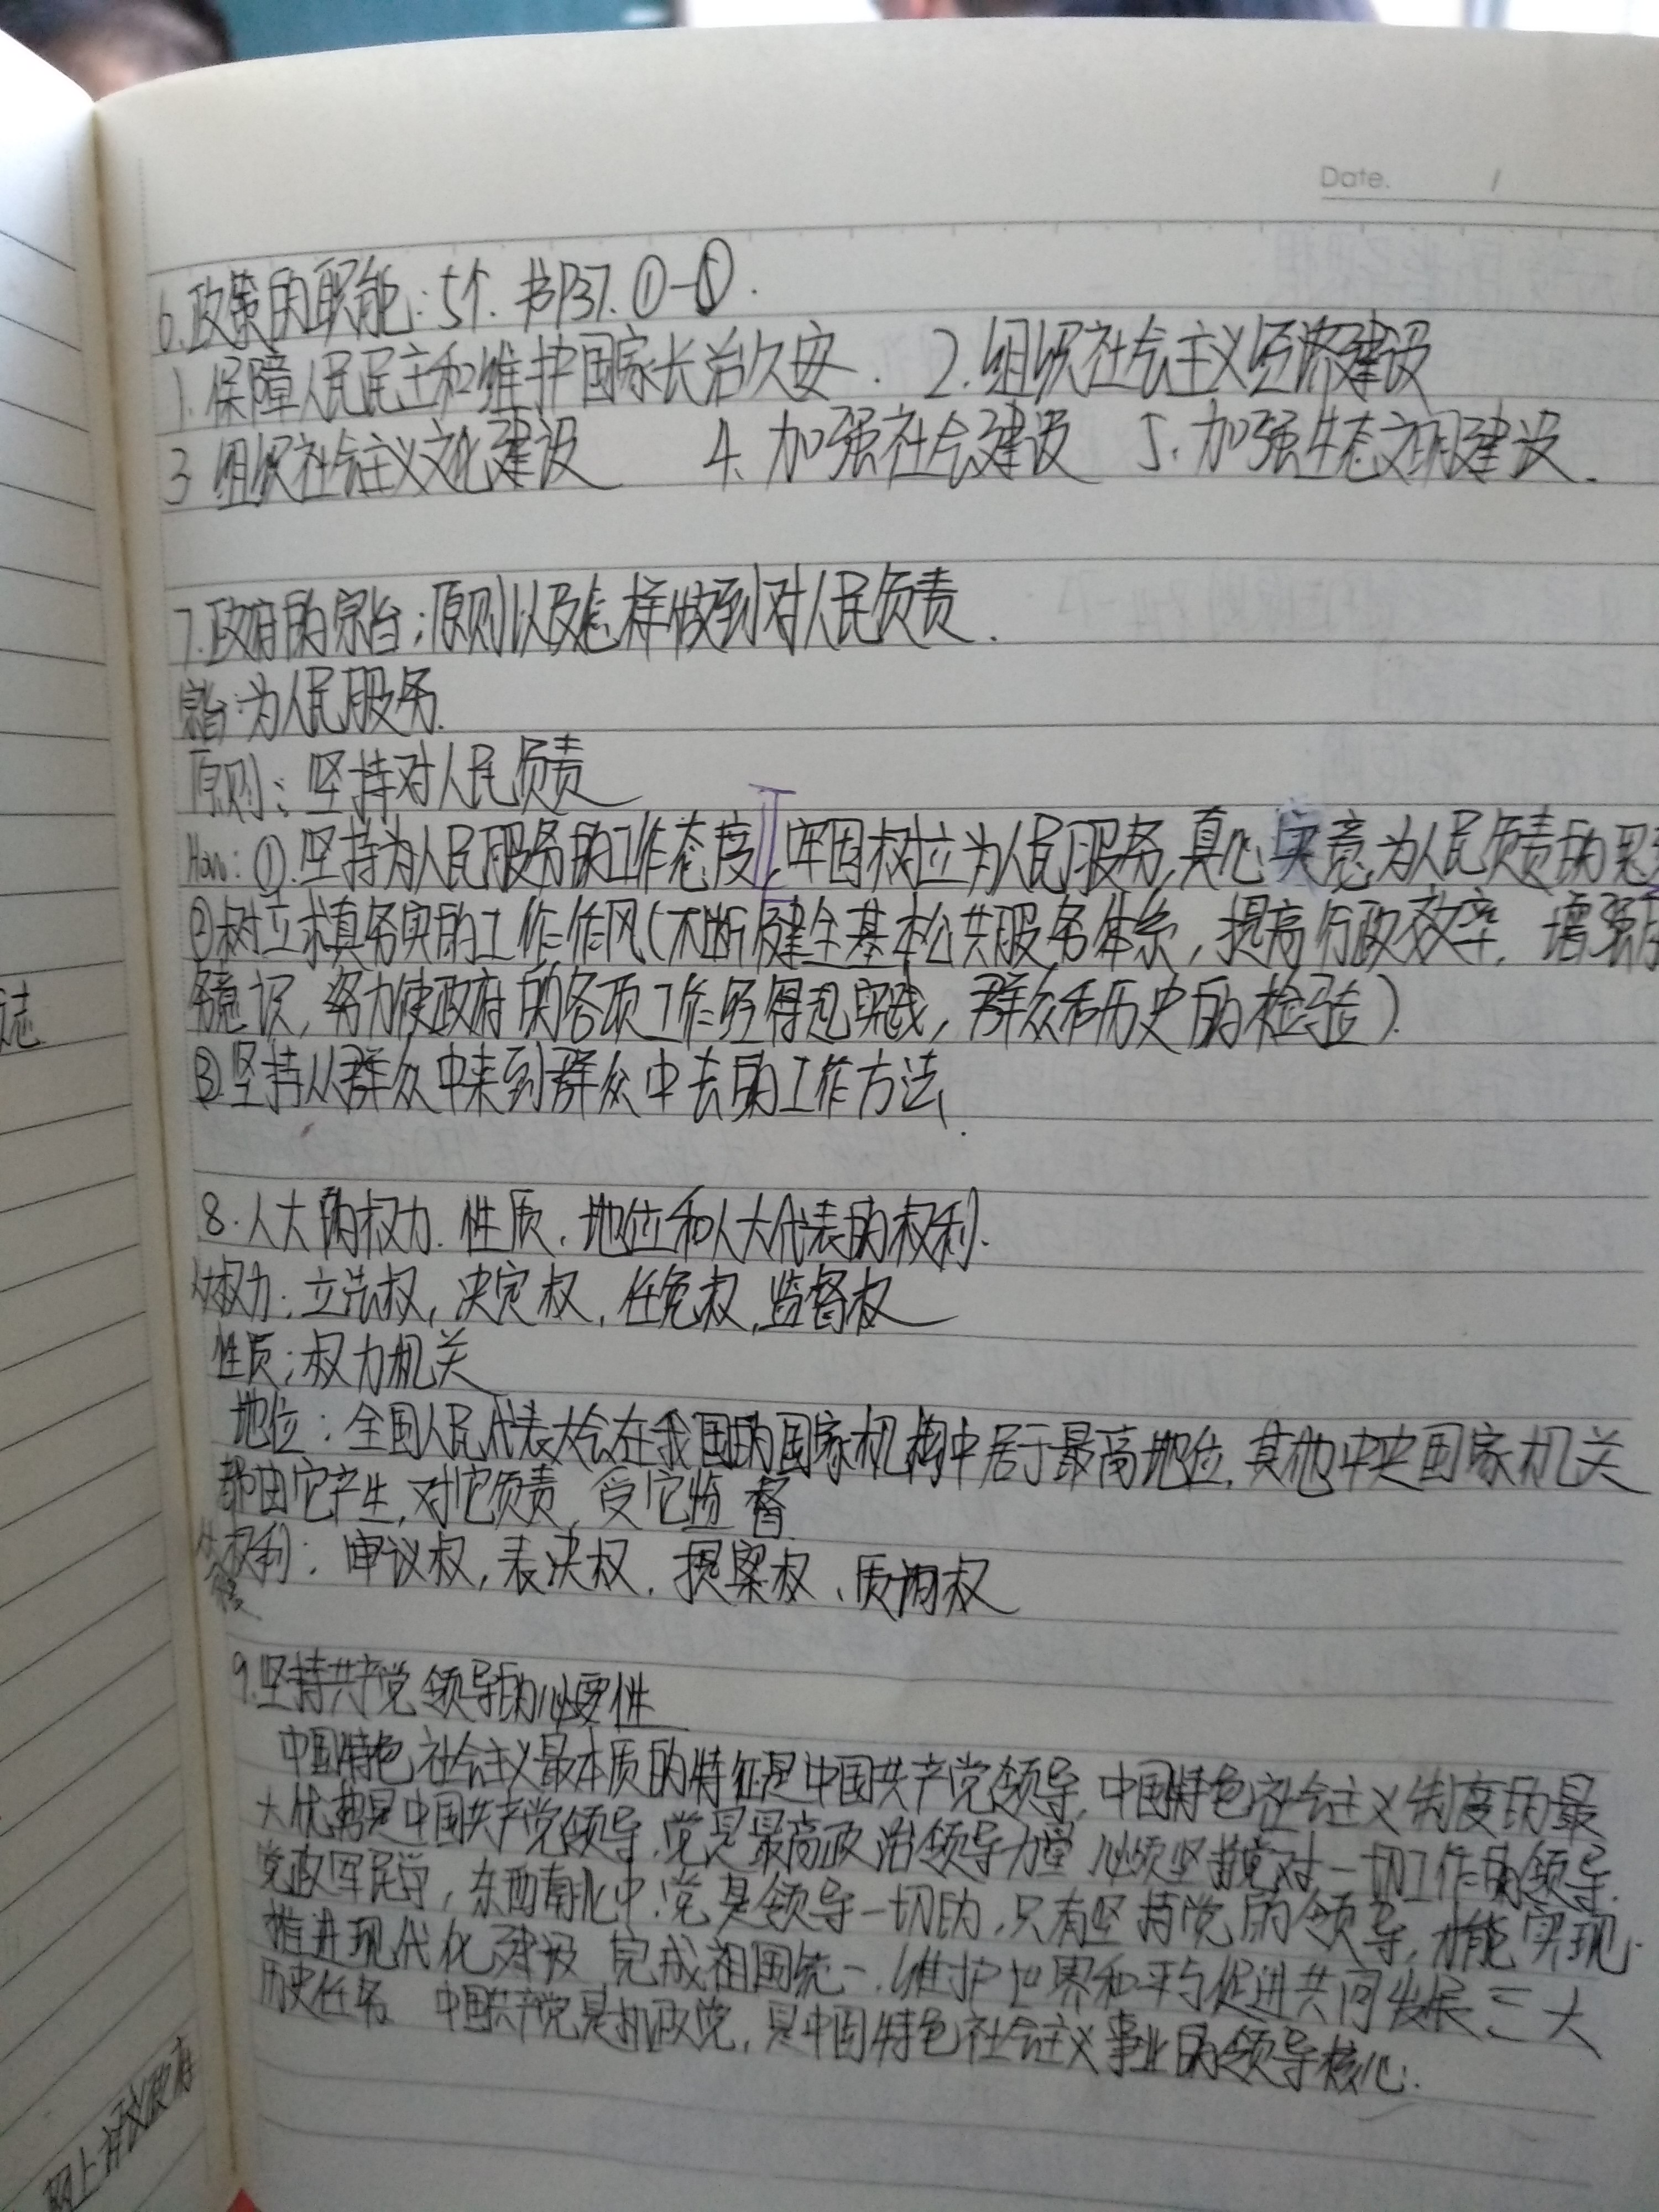 Date.
6.政策的职能:5个.书P37.①-⑤.
1.保障人民民主和维护国家长治久安. 2.组织社会主义经济建设
3 组织社会主义文化建设 4.加强社会建设 5.加强生态文明建设.
7.政府的宗旨;原则以及怎样做到对人民负责.
宗旨:为人民服务.
原则:坚持对人民负责
How:①.坚持为人民服务的工作态度,牢固树立为人民服务,真心实意为人民负责的思
②树立求真务实的工作作风(不断健全基本公共服务体系,提高行政效率,增强
务意识,努力使政府的各项工作经得起实践,群众和历史的检验).
③.坚持从群众中来到群众中去的工作方法.
8.人大的权力.性质.地位和人大代表的权利.
权力:立法权,决定权,任免权,监督权
性质:权力机关
地位:全国人民代表大会在我国的国家机构中居于最高地位,其他中央国家机关
都由它产生,对它负责,受它监督.
权利:审议权,表决权,提案权、质询权
9.坚持共产党领导的必要性
中国特色社会主义最本质的特征是中国共产党领导,中国特色社会主义制度的最
大优势是中国共产党领导,党是最高政治领导力量 必须坚持党对一切工作的领导.
党政军民学,东西南北中,党是领导一切的,只有坚持党的领导,才能实现
推进现代化建设 完成祖国统一,维护世界和平与促进共同发展三大
历史任务 中国共产党是执政党,是中国特色社会主义事业的领导核心.
志
网上评议政府